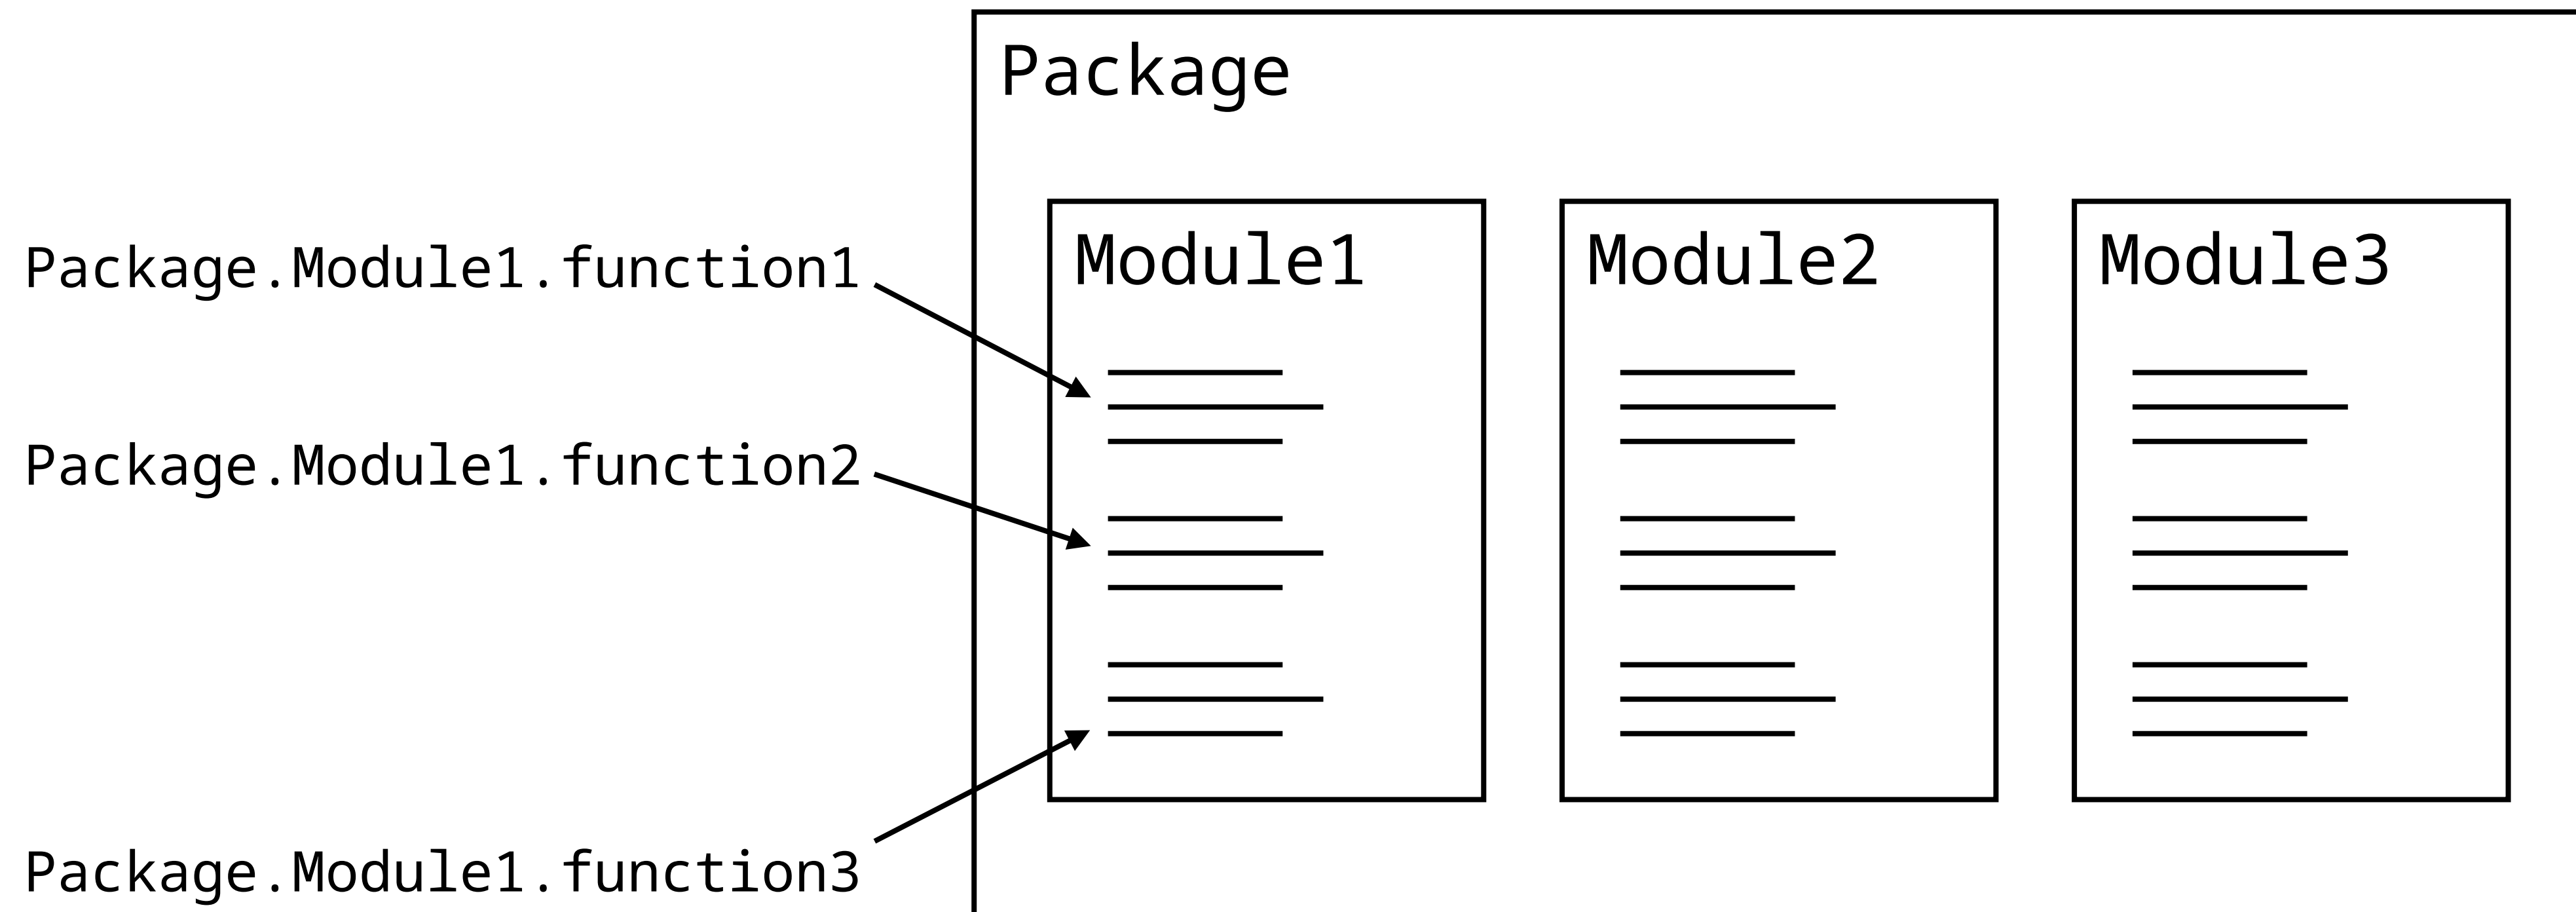 Package
Module1
Module2
Module3
Package.Module1.function1
Package.Module1.function2
Package.Module1.function3